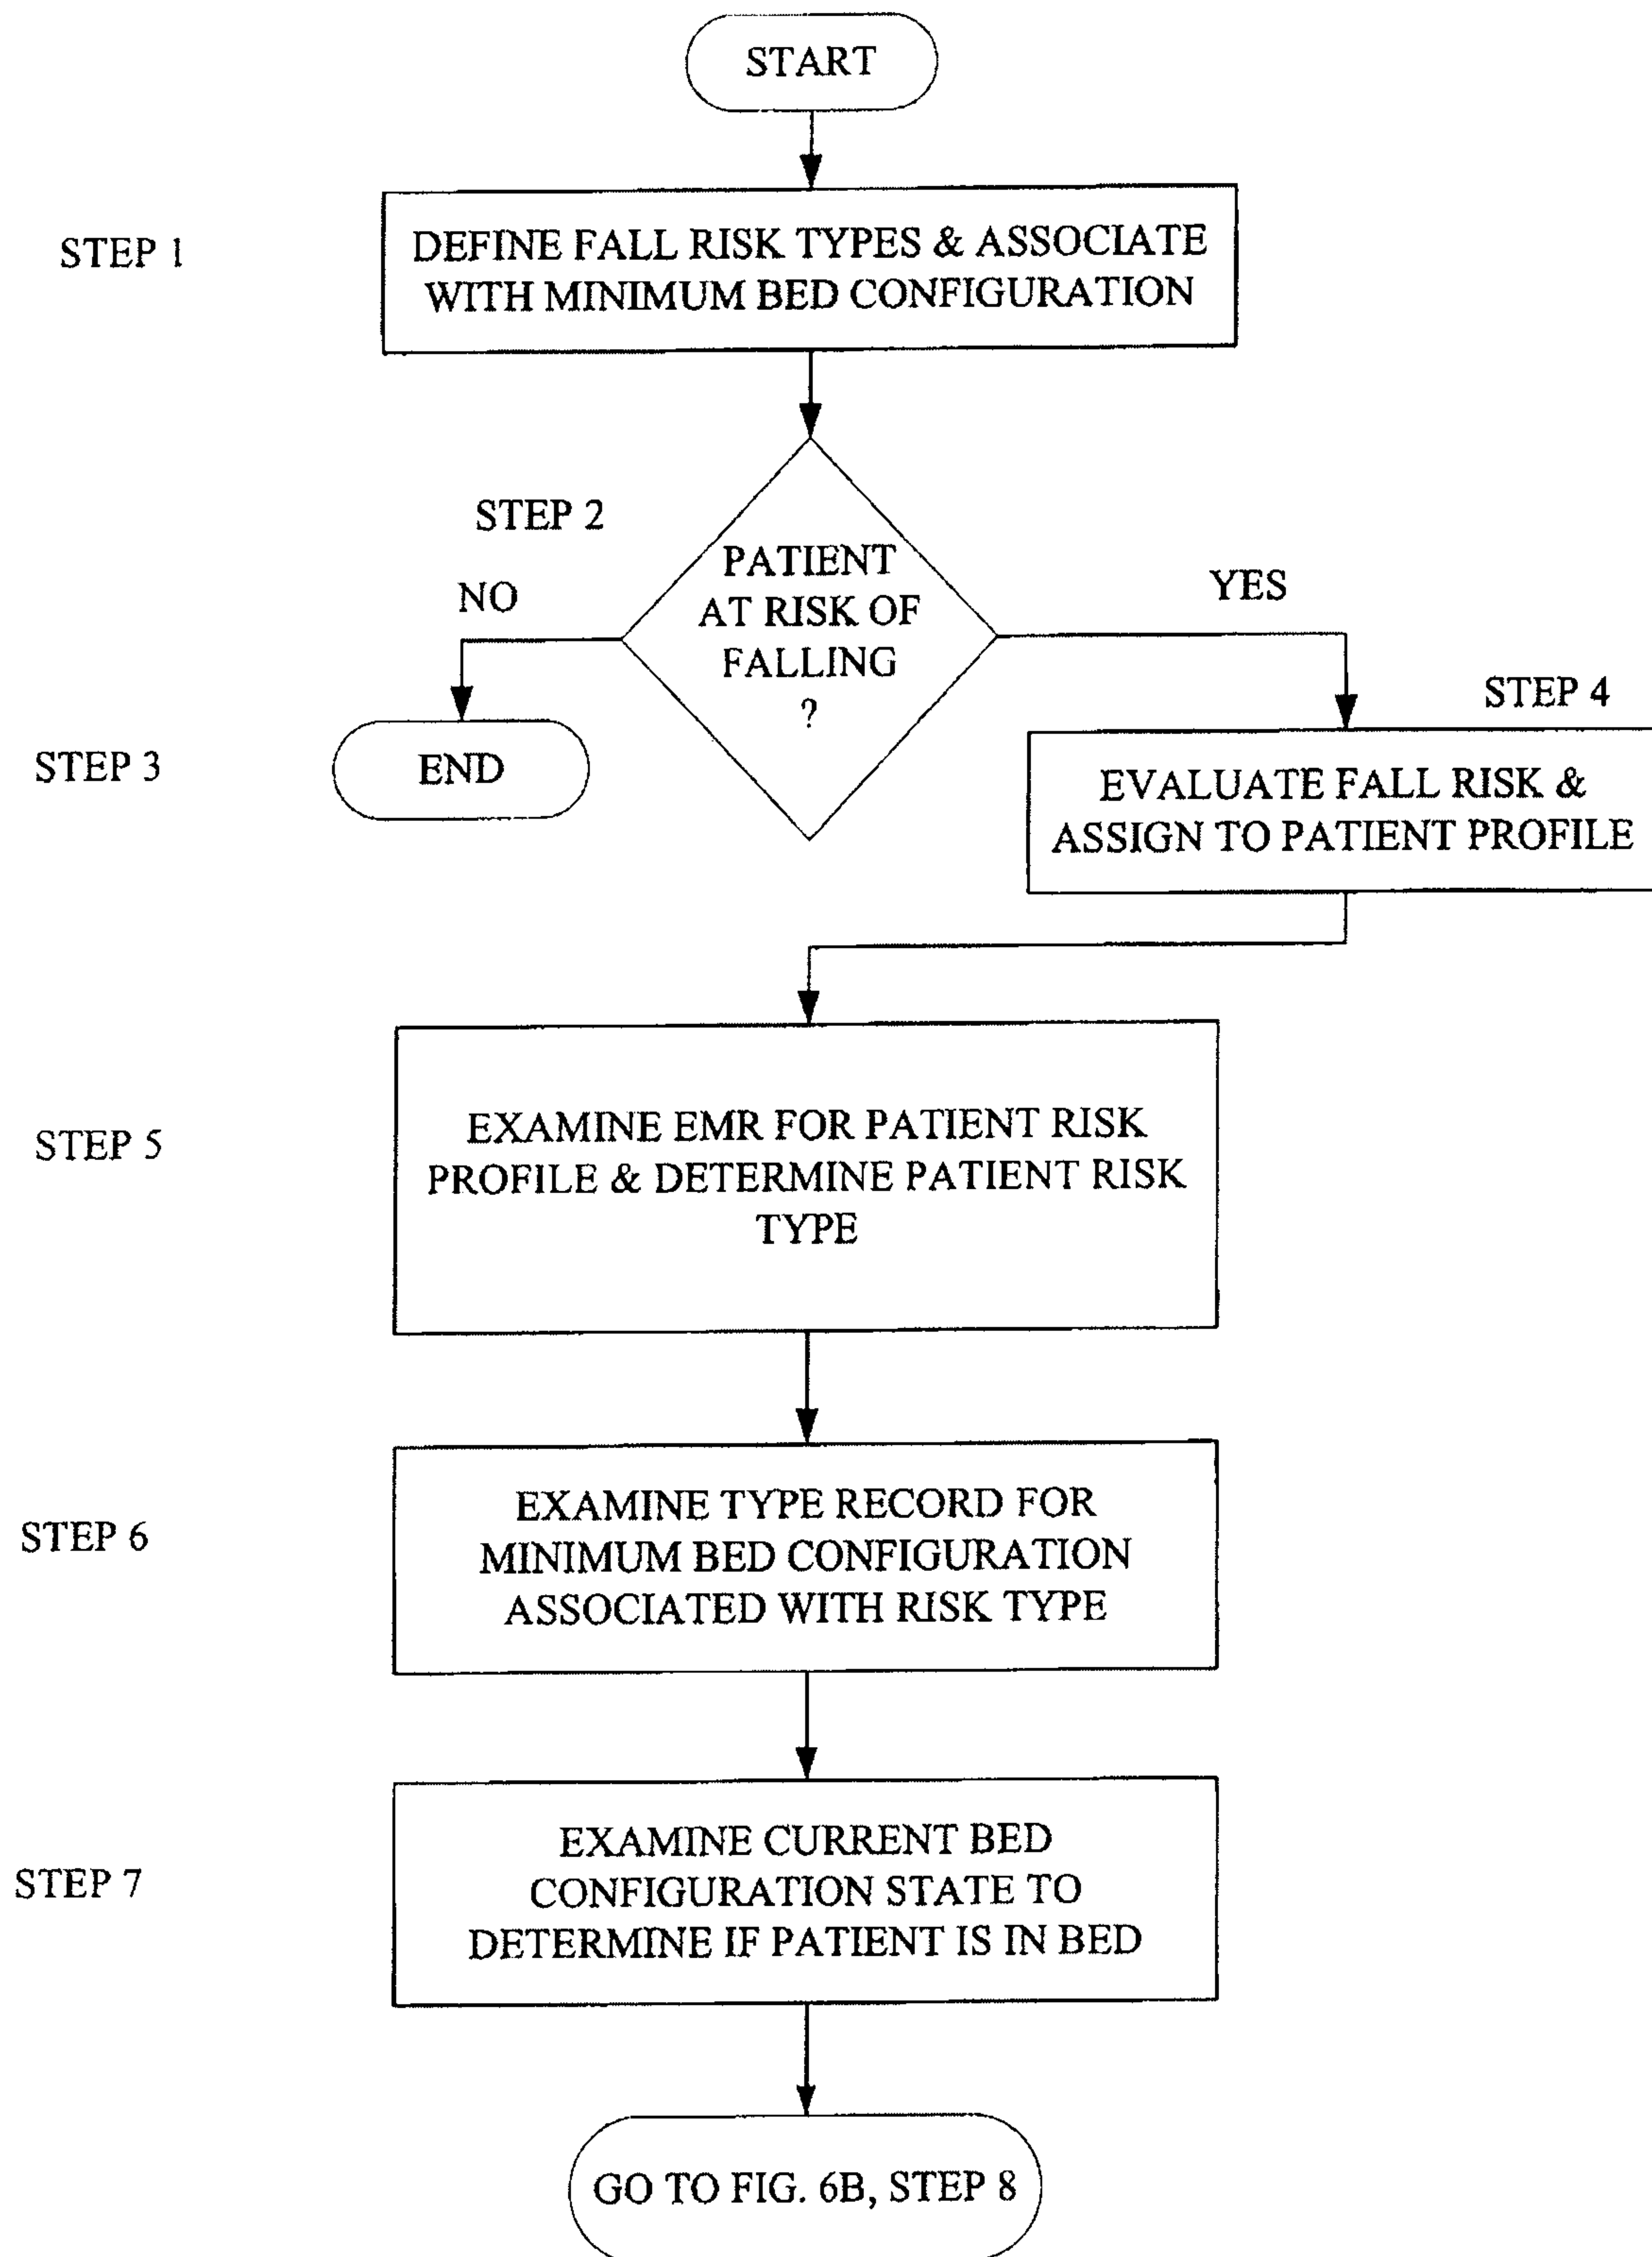 START
STEP 1
DEFINE FALL RISK TYPES & ASSOCIATE
WITH MINIMUM BED CONFIGURATION
STEP 2
PATIENT
AT RISK OF
FALLING
?
NO
YES
STEP 3
END
STEP 4
EVALUATE FALL RISK &
ASSIGN TO PATIENT PROFILE
STEP 5
EXAMINE EMR FOR PATIENT RISK
PROFILE & DETERMINE PATIENT RISK
TYPE
STEP 6
EXAMINE TYPE RECORD FOR
MINIMUM BED CONFIGURATION
ASSOCIATED WITH RISK TYPE
STEP 7
EXAMINE CURRENT BED
CONFIGURATION STATE TO
DETERMINE IF PATIENT IS IN BED
GO TO FIG. 6B, STEP 8